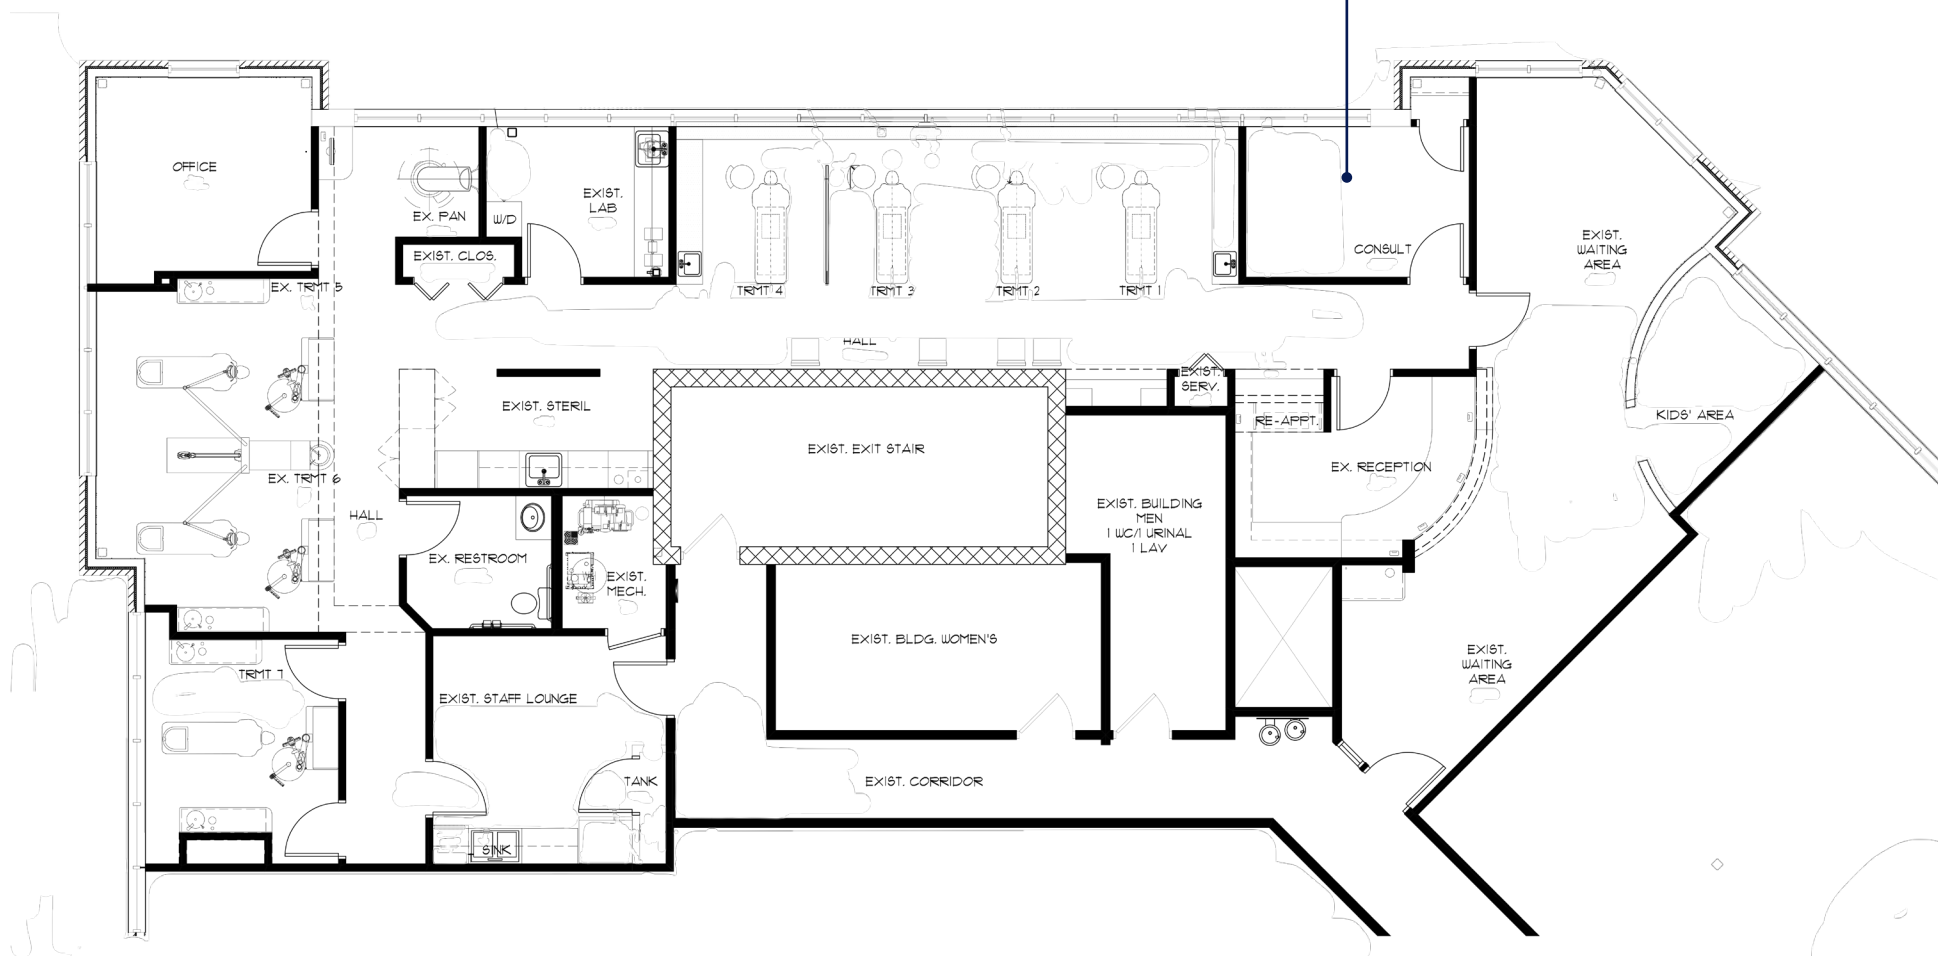 OFFICE
EX. PAN
W/D
EXIST.
LAB
EXIST. CLOS.
EX. TRMT 5
TRMT 4
TRMT 3
TRMT 2
TRMT 1
CONSULT
EXIST.
WAITING
AREA
HALL
EXIST.
SERV.
EXIST. STERIL
RE-APPT.
KIDS' AREA
EXIST. EXIT STAIR
EX. RECEPTION
EX. TRMT 6
HALL
EXIST. BUILDING
MEN
1 WC/1 URINAL
1 LAV
EX. RESTROOM
EXIST.
MECH.
EXIST. BLDG. WOMEN'S
EXIST.
WAITING
AREA
TRMT 7
EXIST. STAFF LOUNGE
TANK
EXIST. CORRIDOR
SINK